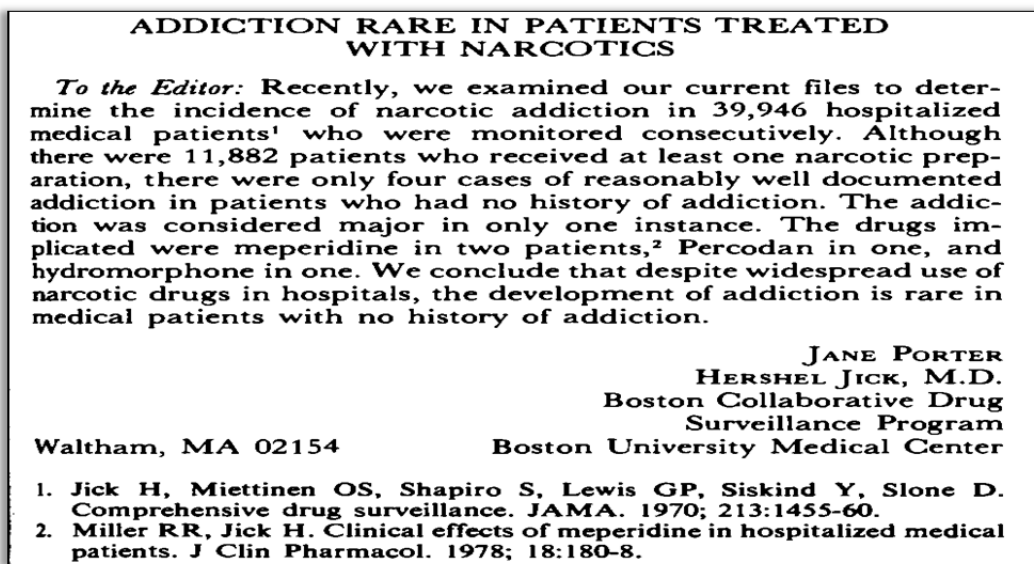 ADDICTION RARE IN PATIENTS TREATED
WITH NARCOTICS
To the Editor: Recently, we examined our current files to deter-
mine the incidence of narcotic addiction in 39,946 hospitalized
medical patients¹ who were monitored consecutively. Although
there were 11,882 patients who received at least one narcotic prep-
aration, there were only four cases of reasonably well documented
addiction in patients who had no history of addiction. The addic-
tion was considered major in only one instance. The drugs im-
plicated were meperidine in two patients,² Percodan in one, and
hydromorphone in one. We conclude that despite widespread use of
narcotic drugs in hospitals, the development of addiction is rare in
medical patients with no history of addiction.
JANE PORTER
HERSHEL JICK, M.D.
Boston Collaborative Drug
Surveillance Program
Waltham, MA 02154 Boston University Medical Center
1. Jick H, Miettinen OS, Shapiro S, Lewis GP, Siskind Y, Slone D.
Comprehensive drug surveillance. JAMA. 1970; 213:1455-60.
2. Miller RR, Jick H. Clinical effects of meperidine in hospitalized medical
patients. J Clin Pharmacol. 1978; 18:180-8.